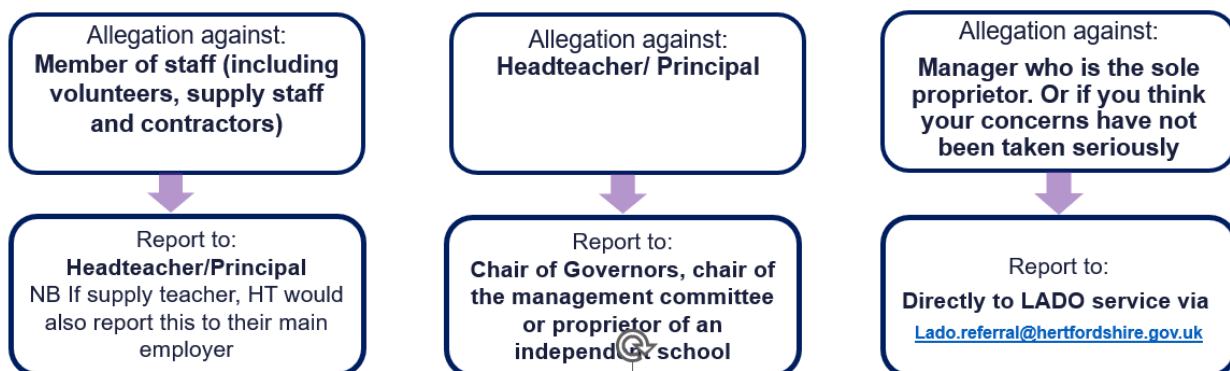 Allegation against:
Member of staff (including
volunteers, supply staff
and contractors)
Report to:
Headteacher/Principal
NB If supply teacher, HT would
also report this to their main
employer
Allegation against:
Headteacher/ Principal
Report to:
Chair of Governors, chair of
the management committee
or proprietor of an
independent school
Allegation against:
Manager who is the sole
proprietor. Or if you think
your concerns have not
been taken seriously
Report to:
Directly to LADO service via
Lado.referral@hertfordshire.gov.uk